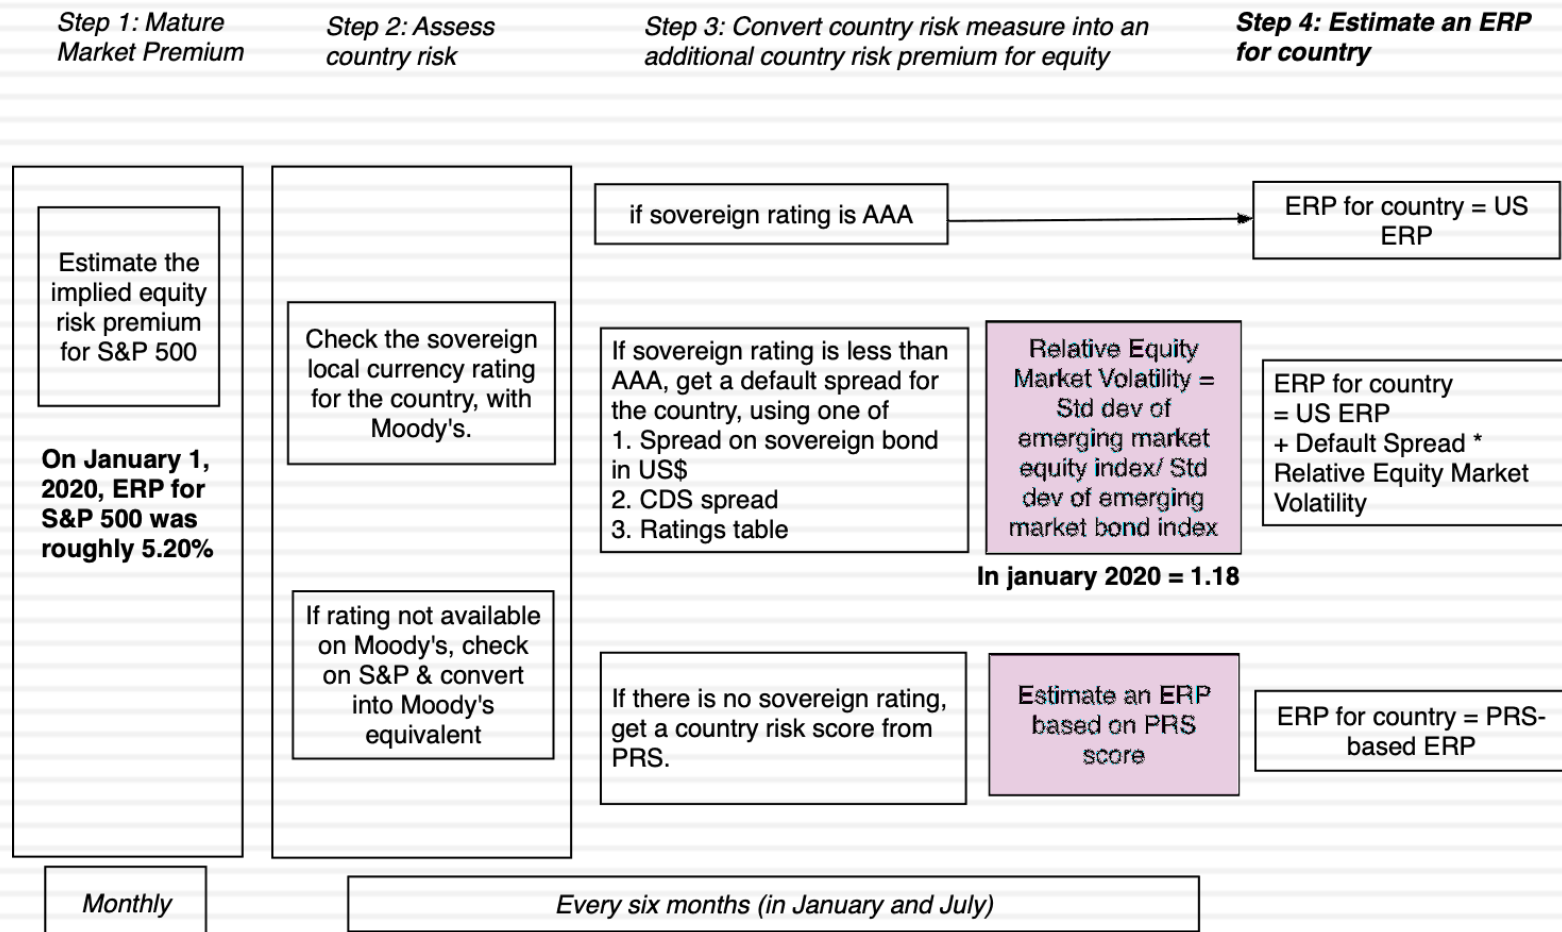 Step 1: Mature
Market Premium
Step 2: Assess
country risk
Step 3: Convert country risk measure into an
additional country risk premium for equity
Step 4: Estimate an ERP
for country
Estimate the
implied equity
risk premium
for S&P 500
On January 1,
2020, ERP for
S&P 500 was
roughly 5.20%
Check the sovereign
local currency rating
for the country, with
Moody's.
If rating not available
on Moody's, check
on S&P & convert
into Moody's
equivalent
if sovereign rating is AAA
ERP for country = US
ERP
If sovereign rating is less than
AAA, get a default spread for
the country, using one of
1. Spread on sovereign bond
in US$
2. CDS spread
3. Ratings table
Relative Equity
Market Volatility =
Std dev of
emerging market
equity index/ Std
dev of emerging
market bond index
In january 2020 = 1.18
ERP for country
= US ERP
+ Default Spread *
Relative Equity Market
Volatility
If there is no sovereign rating,
get a country risk score from
PRS.
Estimate an ERP
based on PRS
score
ERP for country = PRS-
based ERP
Monthly
Every six months (in January and July)